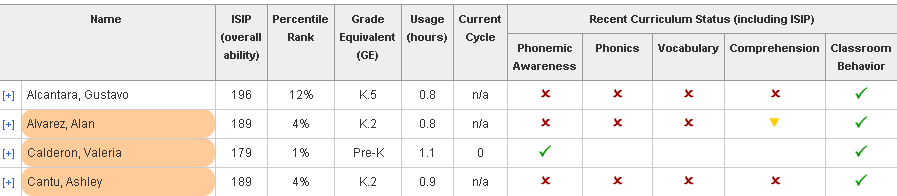 Name ISIP (overall ability) Percentile Rank Grade Equivalent (GE) Usage (hours) Current Cycle Recent Curriculum Status (including ISIP)
Phonemic Awareness Phonics Vocabulary Comprehension Classroom Behavior
[+] Alcantara, Gustavo 196 12% K.5 0.8 n/a
[+] Alvarez, Alan 189 4% K.2 0.8 n/a
[+] Calderon, Valeria 179 1% Pre-K 1.1 0
[+] Cantu, Ashley 189 4% K.2 0.9 n/a